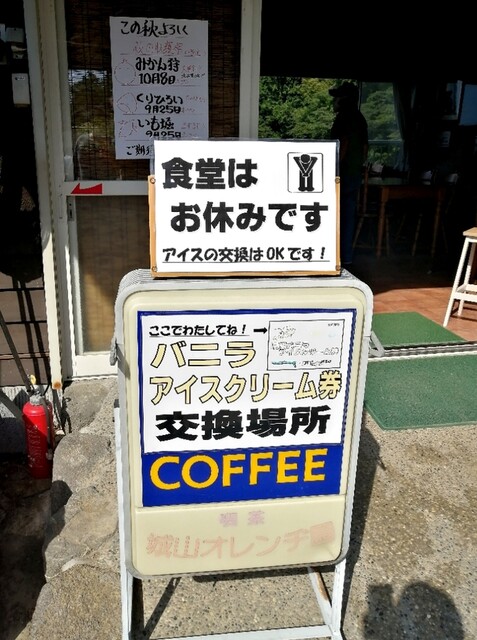 この秋よろしく
みかん狩
10月8日
くりひろい
9月25日
いも堀
9月25日
食堂は
お休みです
アイスの交換はOKです!
ここでわたしてね!→
バニラ
アイスクリーム券
交換場所
COFFEE
喫茶
城山オレンヂ園